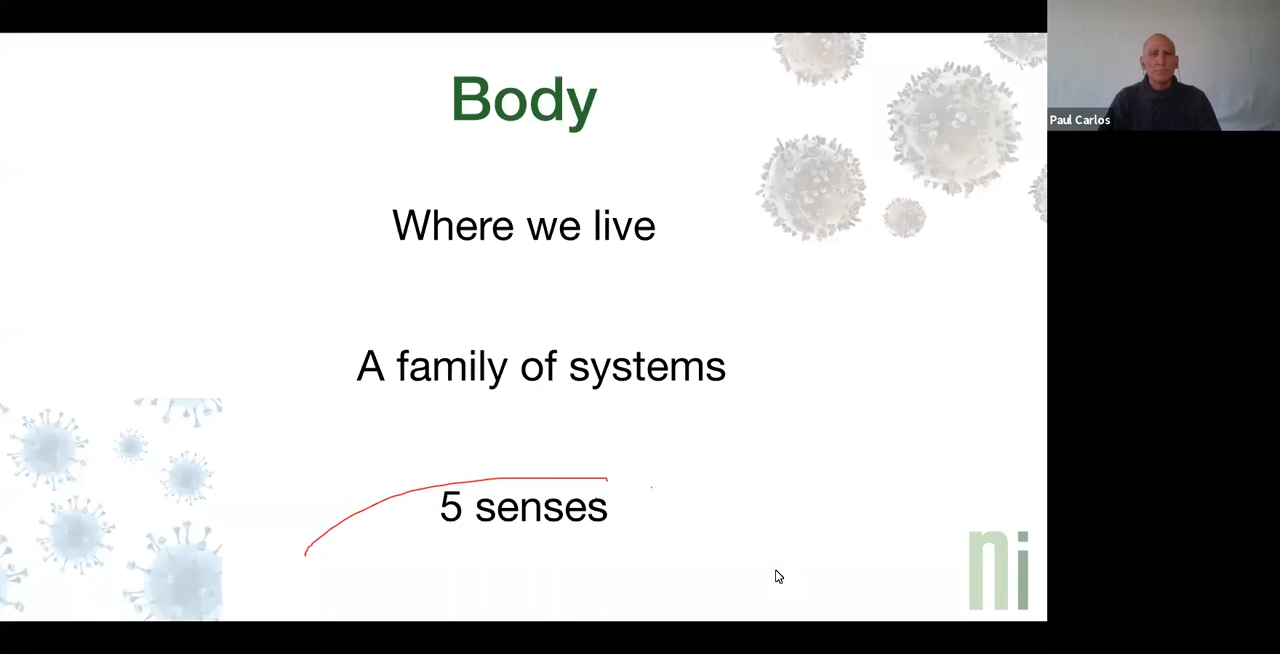 Body
Where we live
A family of systems
5 senses
ni
Paul Carlos